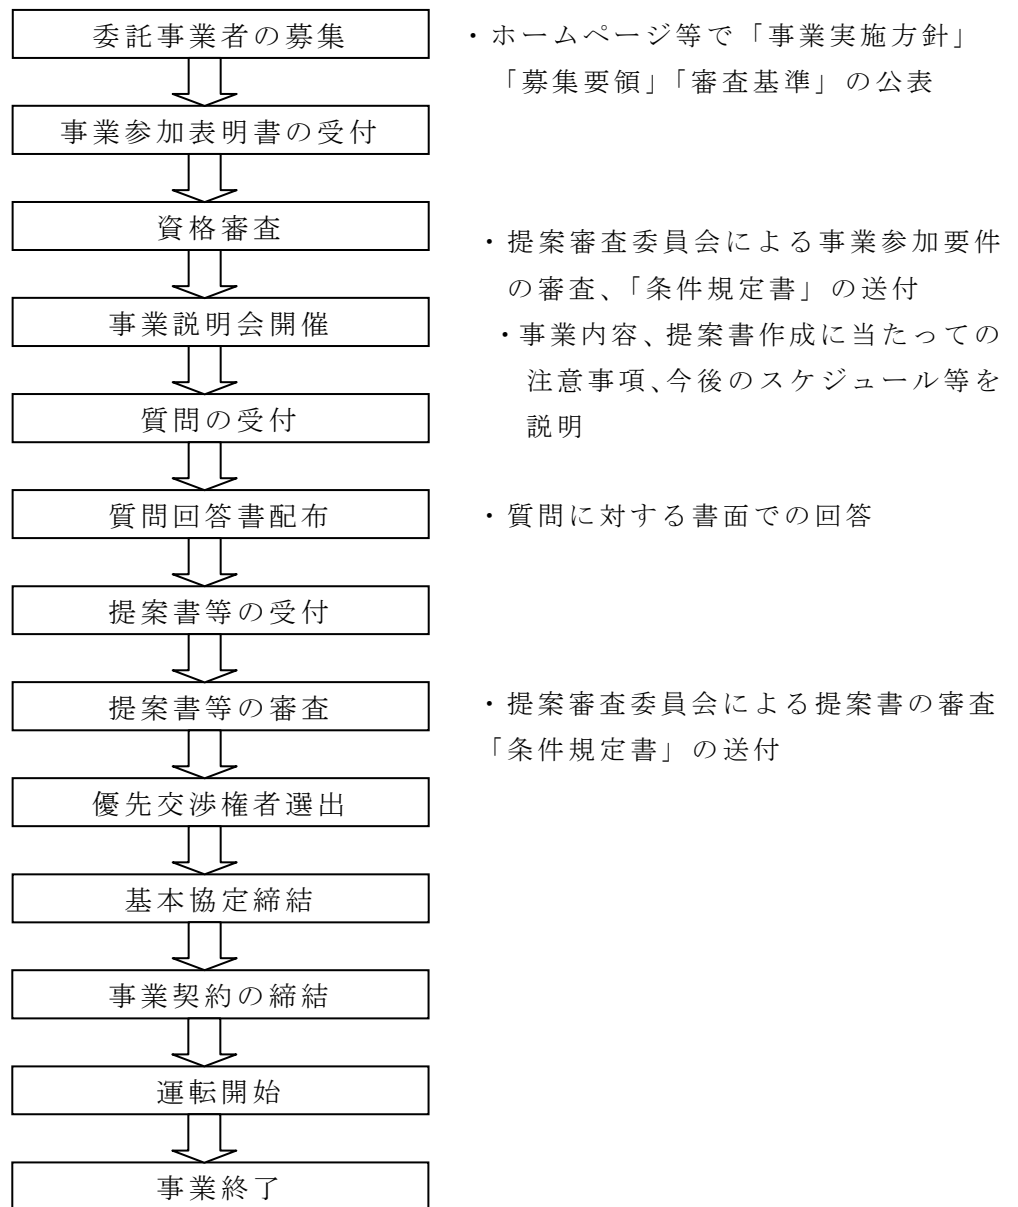 委託事業者の募集
・ホームページ等で「事業実施方針」
「募集要領」「審査基準」の公表
事業参加表明書の受付
資格審査
・提案審査委員会による事業参加要件
の審査、「条件規定書」の送付
事業説明会開催
・事業内容、提案書作成に当たっての
注意事項、今後のスケジュール等を
説明
質問の受付
質問回答書配布
・質問に対する書面での回答
提案書等の受付
提案書等の審査
・提案審査委員会による提案書の審査
「条件規定書」の送付
優先交渉権者選出
基本協定締結
事業契約の締結
運転開始
事業終了